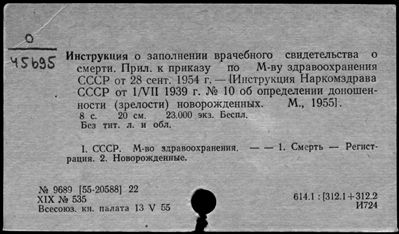 0
45695
Инструкция о заполнении врачебного свидетельства о
смерти. Прил. к приказу по М-ву здравоохранения
СССР от 28 сент. 1954 г. — (Инструкция Наркомздрава
СССР от 1/VII 1939 г. № 10 об определении доношен-
ности (зрелости) новорожденных. М., 1955].
8 с. 20 см. 23.000 экз. Беспл.
Без тит. л. и обл.
1. СССР. М-во здравоохранения. — — 1. Смерть — Регист-
рация. 2. Новорожденные.
№ 9689 [55-20588] 22
XIX № 535
Всесоюз. кн. палата 13 V 55
614.1 : [312.1+312.2
И724